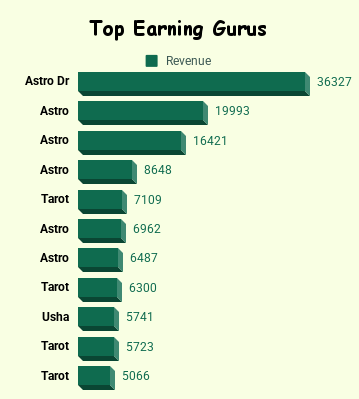 Top Earning Gurus
Revenue
Astro Dr 36327
Astro 19993
Astro 16421
Astro 8648
Tarot 7109
Astro 6962
Astro 6487
Tarot 6300
Usha 5741
Tarot 5723
Tarot 5066